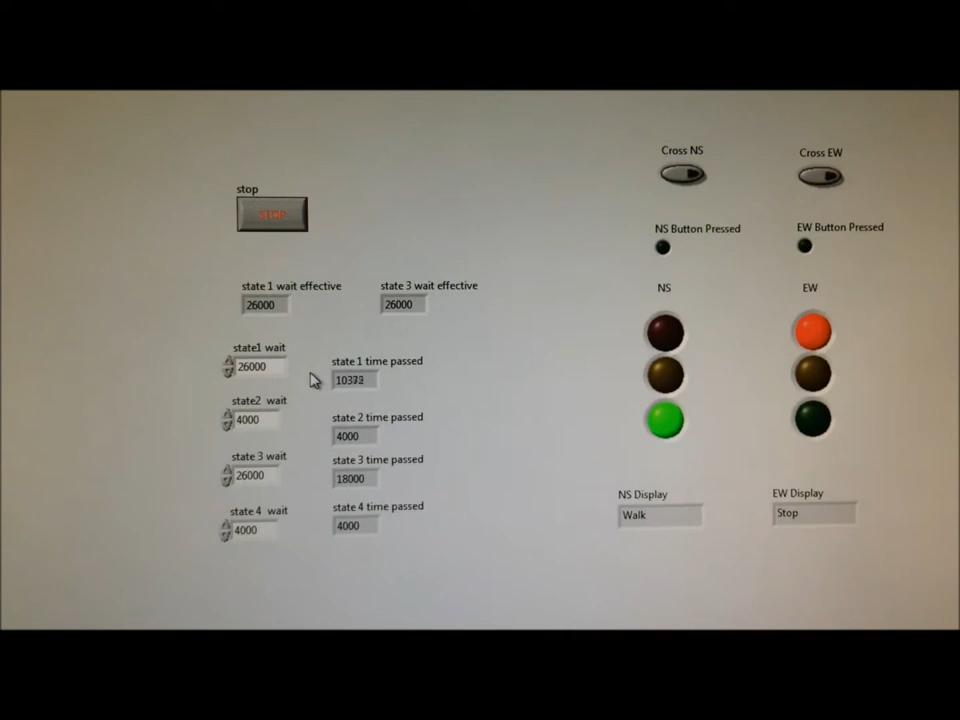 stop
STOP
state 1 wait effective
26000
state 3 wait effective
26000
state1 wait
26000
state 1 time passed
state2 wait
4000
state 2 time passed
4000
state 3 wait
26000
state 3 time passed
18000
state 4 wait
4000
state 4 time passed
4000
Cross NS
Cross EW
NS Button Pressed
EW Button Pressed
NS
EW
NS Display
Walk
EW Display
Stop